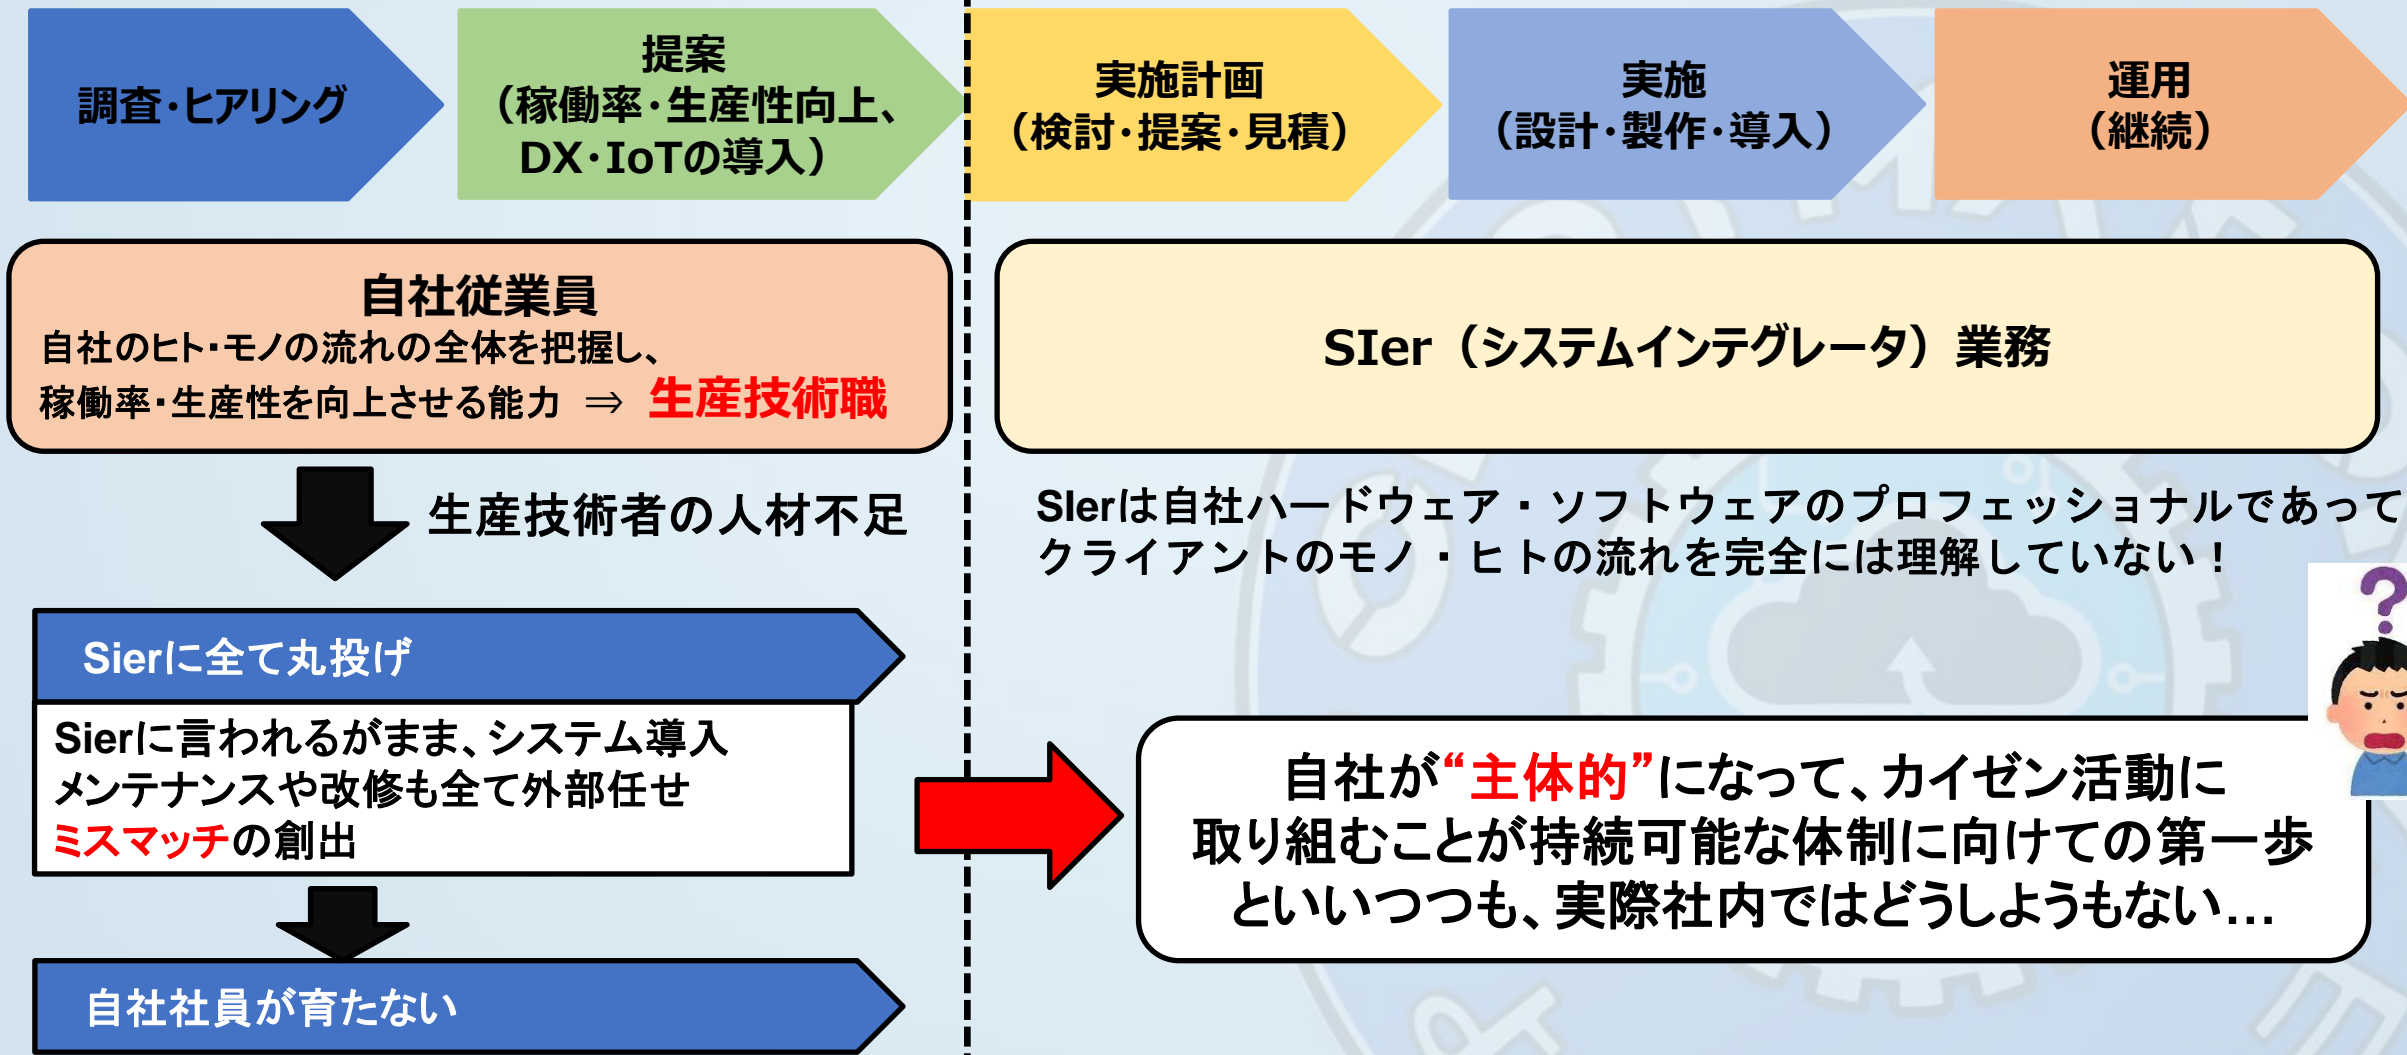 調査・ヒアリング
提案
（稼働率・生産性向上、
DX・IoTの導入）
実施計画
（検討・提案・見積）
実施
（設計・製作・導入）
運用
（継続）
自社従業員
自社のヒト・モノの流れの全体を把握し、
稼働率・生産性を向上させる能力 ⇒ 生産技術職
SIer（システムインテグレータ）業務
生産技術者の人材不足
SIerは自社ハードウェア・ソフトウェアのプロフェッショナルであって
クライアントのモノ・ヒトの流れを完全には理解していない！
Sierに全て丸投げ
Sierに言われるがまま、システム導入
メンテナンスや改修も全て外部任せ
ミスマッチの創出
自社が“主体的”になって、カイゼン活動に
取り組むことが持続可能な体制に向けての第一歩
といいつつも、実際社内ではどうしようもない…
自社社員が育たない